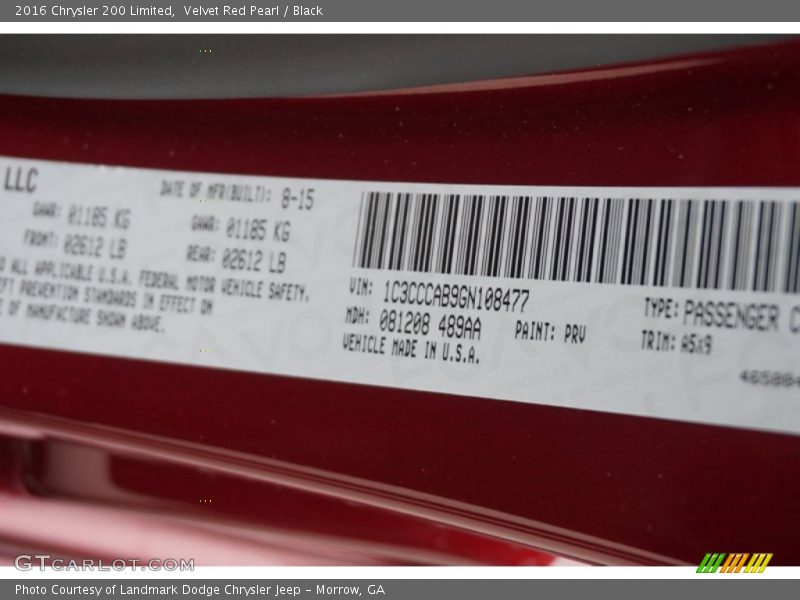 2016 Chrysler 200 Limited, Velvet Red Pearl / Black
LLC
DATE OF MFR(BUILT): 8-15
GAWR: 01185 KG GAWR: 01185 KG
FRONT: 02612 LB REAR: 02612 LB
ALL APPLICABLE U.S.A. FEDERAL MOTOR VEHICLE SAFETY,
PREVENTION STANDARDS IN EFFECT ON
OF MANUFACTURE SHOWN ABOVE.
VIN: 1C3CCCAB9GN108477
MDH: 081208 489AA PAINT: PRV
VEHICLE MADE IN U.S.A.
TYPE: PASSENGER C
TRIM: A5x9
GTCARLOT.COM
Photo Courtesy of Landmark Dodge Chrysler Jeep - Morrow, GA